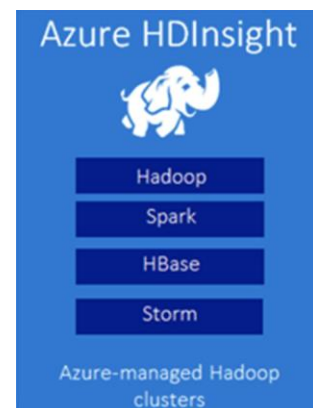 Azure HDInsight
Hadoop
Spark
HBase
Storm
Azure-managed Hadoop
clusters